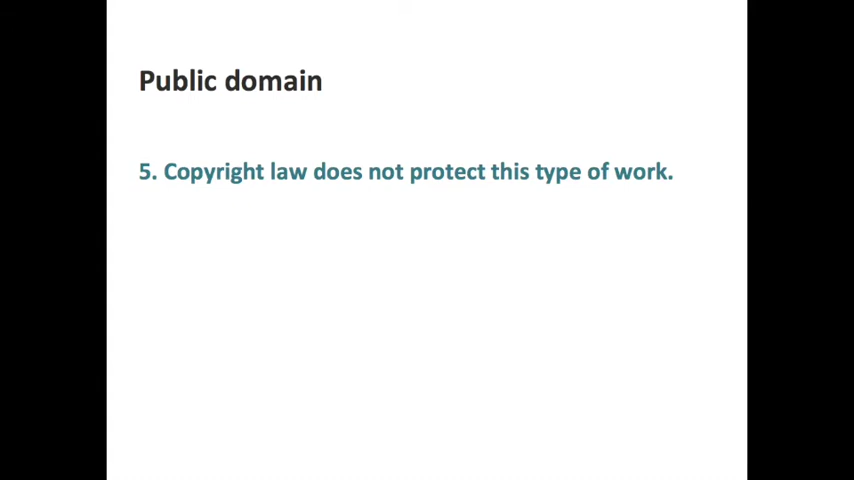 Public domain
5. Copyright law does not protect this type of work.